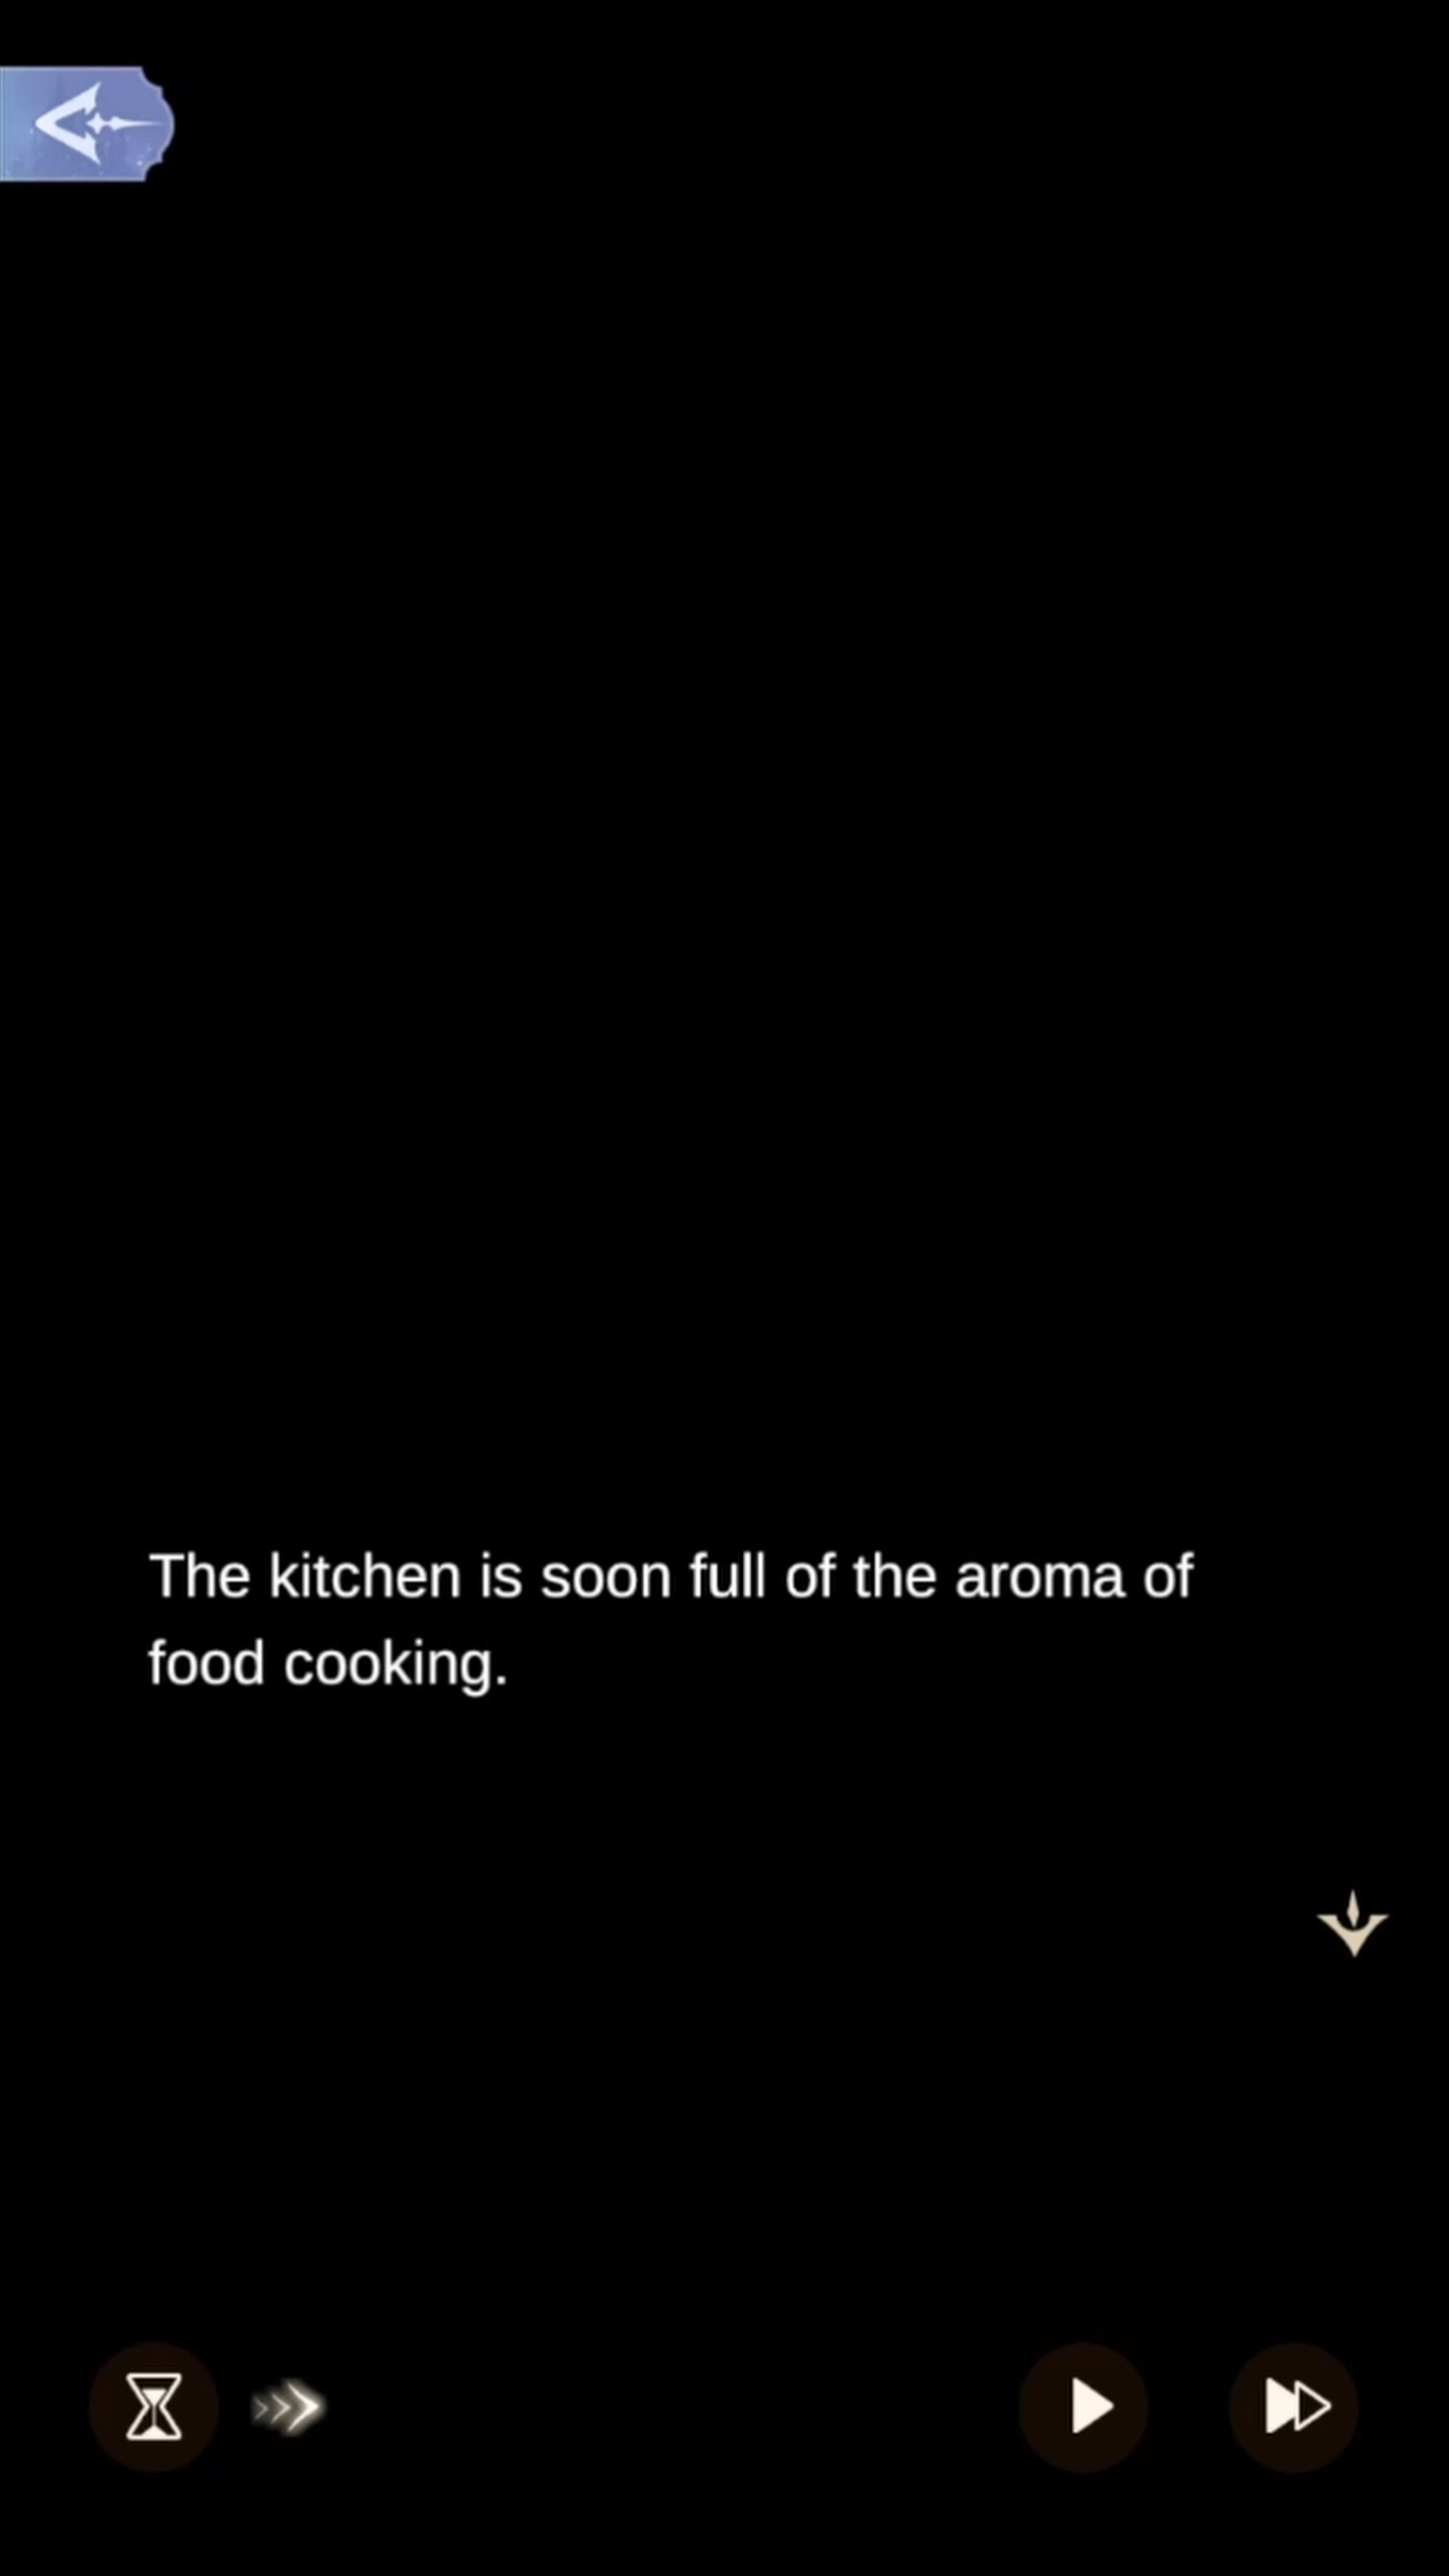 The kitchen is soon full of the aroma of
food cooking.